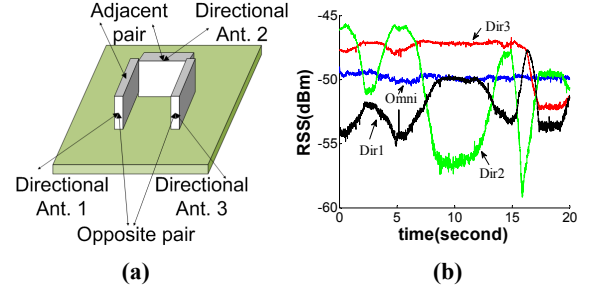 Adjacent
pair
Directional
Ant. 2
Directional
Ant. 1
Directional
Ant. 3
Opposite pair
(a)
-45
-50
-55
-60
RSS(dBm)
Dir3
Omni
Dir1
Dir2
0
5
10
15
20
time(second)
(b)